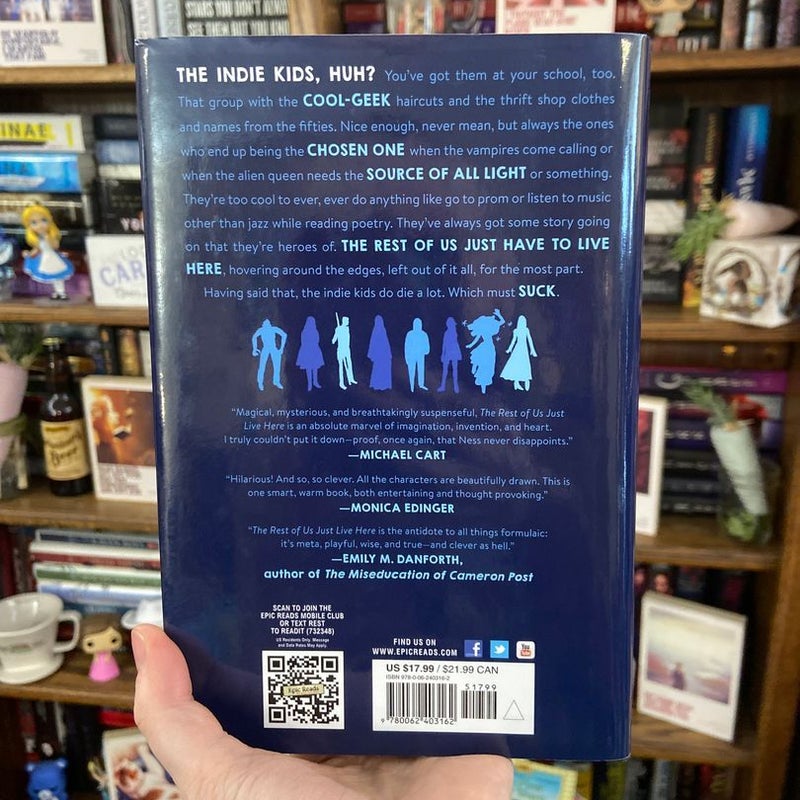 THE INDIE KIDS, HUH? You've got them at your school, too.
That group with the COOL-GEEK haircuts and the thrift shop clothes
and names from the fifties. Nice enough, never mean, but always the ones
who end up being the CHOSEN ONE when the vampires come calling or
when the alien queen needs the SOURCE OF ALL LIGHT or something.
They're too cool to ever, ever do anything like go to prom or listen to music
other than jazz while reading poetry. They've always got some story going
on that they're heroes of. THE REST OF US JUST HAVE TO LIVE
HERE, hovering around the edges, left out of it all, for the most part.
Having said that, the indie kids do die a lot. Which must SUCK.
"Magical, mysterious, and breathtakingly suspenseful, The Rest of Us Just
Live Here is an absolute marvel of imagination, invention, and heart.
I truly couldn't put it down—proof, once again, that Ness never disappoints."
—MICHAEL CART
"Hilarious! And so, so clever. All the characters are beautifully drawn. This is
one smart, warm book, both entertaining and thought provoking."
—MONICA EDINGER
"The Rest of Us Just Live Here is the antidote to all things formulaic:
it's meta, playful, wise, and true—and clever as hell."
—EMILY M. DANFORTH,
author of The Miseducation of Cameron Post
SCAN TO JOIN THE
EPIC READS MOBILE CLUB
OR TEXT REST
TO READIT (732348)
US Residents Only. Message
and Data Rates May Apply.
Epic Reads
FIND US ON
WWW.EPICREADS.COM
f
You
Tube
US $17.99 / $21.99 CAN
ISBN 978-0-06-240316-2
51799
9 780062 403162